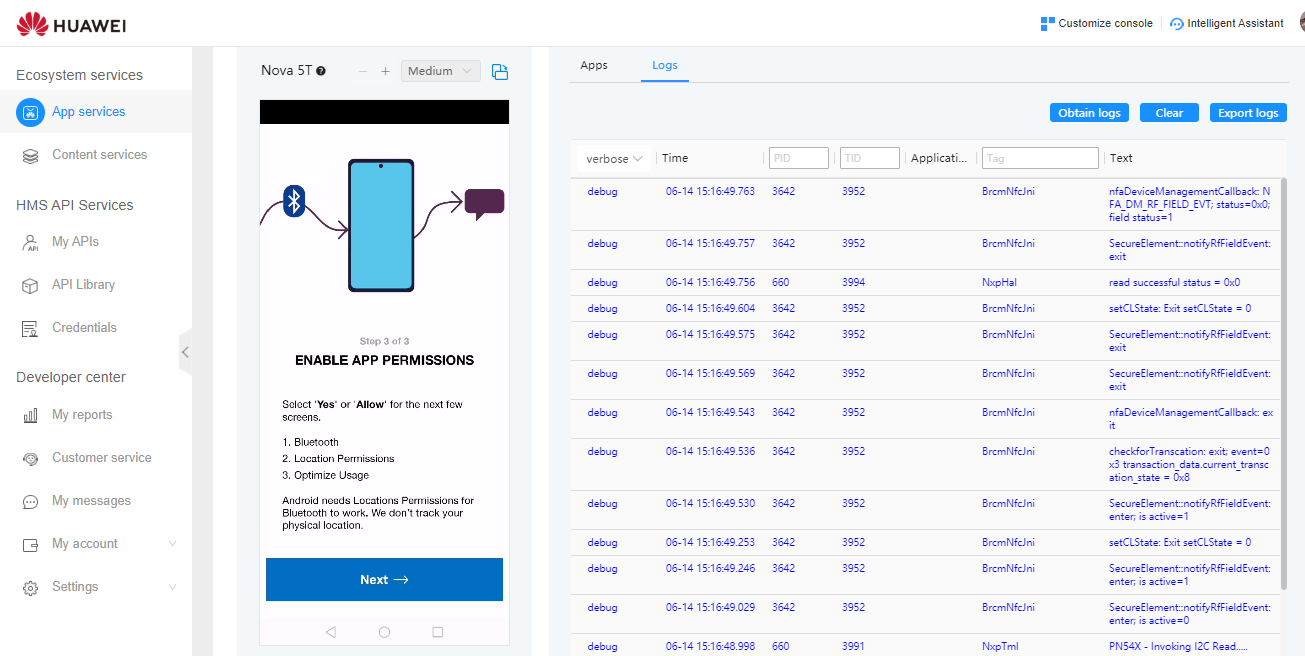 HUAWEI
Customize console
Intelligent Assistant
Ecosystem services
App services
Content services
HMS API Services
My APIs
API
API Library
Credentials
Developer center
My reports
Customer service
My messages
My account
Settings
Nova 5T
Medium
Step 3 of 3
ENABLE APP PERMISSIONS
Select 'Yes' or 'Allow' for the next few
screens.
1. Bluetooth
2. Location Permissions
3. Optimize Usage
Android needs Locations Permissions for
Bluetooth to work. We don't track your
physical location.
Next
Apps Logs
Obtain logs Clear Export logs
verbose Time PID TID Applicati... Tag Text
debug 06-14 15:16:49.763 3642 3952 BrcmNfcJni nfaDeviceManagementCallback: N
FA_DM_RF_FIELD_EVT; status=0x0;
field status=1
debug 06-14 15:16:49.757 3642 3952 BrcmNfcJni SecureElement::notifyRfFieldEvent:
exit
debug 06-14 15:16:49.756 660 3994 NxpHal read successful status = 0x0
debug 06-14 15:16:49.604 3642 3952 BrcmNfcJni setCLState: Exit setCLState = 0
debug 06-14 15:16:49.575 3642 3952 BrcmNfcJni SecureElement::notifyRfFieldEvent:
exit
debug 06-14 15:16:49.569 3642 3952 BrcmNfcJni SecureElement::notifyRfFieldEvent:
exit
debug 06-14 15:16:49.543 3642 3952 BrcmNfcJni nfaDeviceManagementCallback: ex
it
debug 06-14 15:16:49.536 3642 3952 BrcmNfcJni checkforTranscation: exit; event=0
x3 transaction_data.current_transc
ation_state = 0x8
debug 06-14 15:16:49.530 3642 3952 BrcmNfcJni SecureElement::notifyRfFieldEvent:
enter; is active=1
debug 06-14 15:16:49.253 3642 3952 BrcmNfcJni setCLState: Exit setCLState = 0
debug 06-14 15:16:49.246 3642 3952 BrcmNfcJni SecureElement::notifyRfFieldEvent:
enter; is active=1
debug 06-14 15:16:49.029 3642 3952 BrcmNfcJni SecureElement::notifyRfFieldEvent:
enter; is active=0
debug 06-14 15:16:48.998 660 3991 NxpTml PN54X - Invoking I2C Read.....